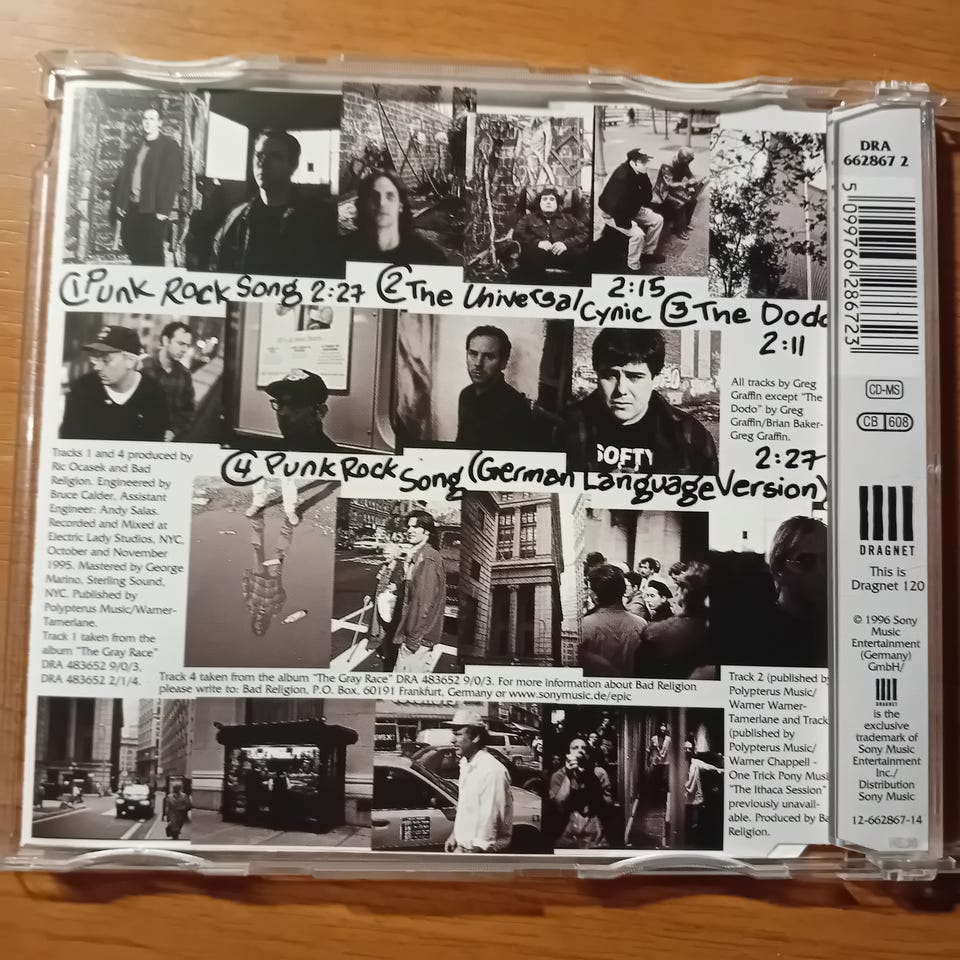 ① Punk Rock Song 2:27 ② The Universal Cynic 2:15 ③ The Dodo
2:11
All tracks by Greg
Graffin except "The
Dodo" by Greg
Graffin/Brian Baker-
Greg Graffin.
④ Punk Rock Song (German Language Version) 2:27
Tracks 1 and 4 produced by
Ric Ocasek and Bad
Religion. Engineered by
Bruce Calder, Assistant
Engineer: Andy Salas.
Recorded and Mixed at
Electric Lady Studios, NYC,
October and November
1995. Mastered by George
Marino, Sterling Sound,
NYC. Published by
Polypterus Music/Warner-
Tamerlane.
Track 1 taken from the
album "The Gray Race"
DRA 483652 9/0/3,
DRA 483652 2/1/4.
SOFTY
Track 4 taken from the album "The Gray Race" DRA 483652 9/0/3. For more information about Bad Religion
please write to: Bad Religion, P.O. Box, 60191 Frankfurt, Germany or www.sonymusic.de/epic
Track 2 (published by
Polypterus Music/
Warner Warner-
Tamerlane and Track
(published by
Polypterus Music/
Warner Chappell -
One Trick Pony Musi
"The Ithaca Session"
previously unavail-
able. Produced by Ba
Religion.
DRA
662867 2
5 099766 286723
CD-MS
CB 608
DRAGNET
This is
Dragnet 120
© 1996 Sony
Music
Entertainment
(Germany)
GmbH/
DRAGNET
is the
exclusive
trademark of
Sony Music
Entertainment
Inc./
Distribution
Sony Music
12-662867-14